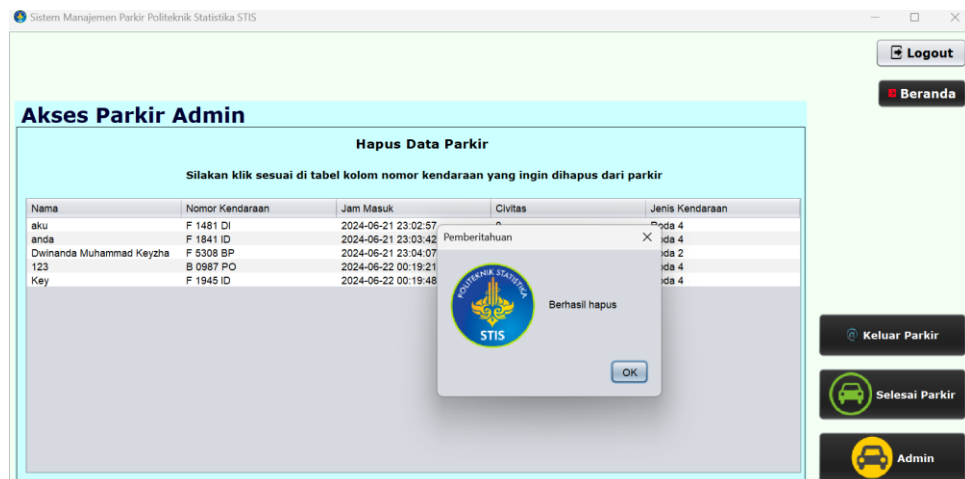 Sistem Manajemen Parkir Politeknik Statistika STIS
Logout
Beranda
Akses Parkir Admin
Hapus Data Parkir
Silakan klik sesuai di tabel kolom nomor kendaraan yang ingin dihapus dari parkir
Nama Nomor Kendaraan Jam Masuk Civitas Jenis Kendaraan
aku F 1481 DI 2024-06-21 23:02:57 Roda 4
anda F 1841 ID 2024-06-21 23:03:42
Dwinanda Muhammad Keyzha F 5308 BP 2024-06-21 23:04:07
123 B 0987 PO 2024-06-22 00:19:21
Key F 1945 ID 2024-06-22 00:19:48
Pemberitahuan
POLITEKNIK STATISTIKA
STIS
Berhasil hapus
OK
Keluar Parkir
Selesai Parkir
Admin